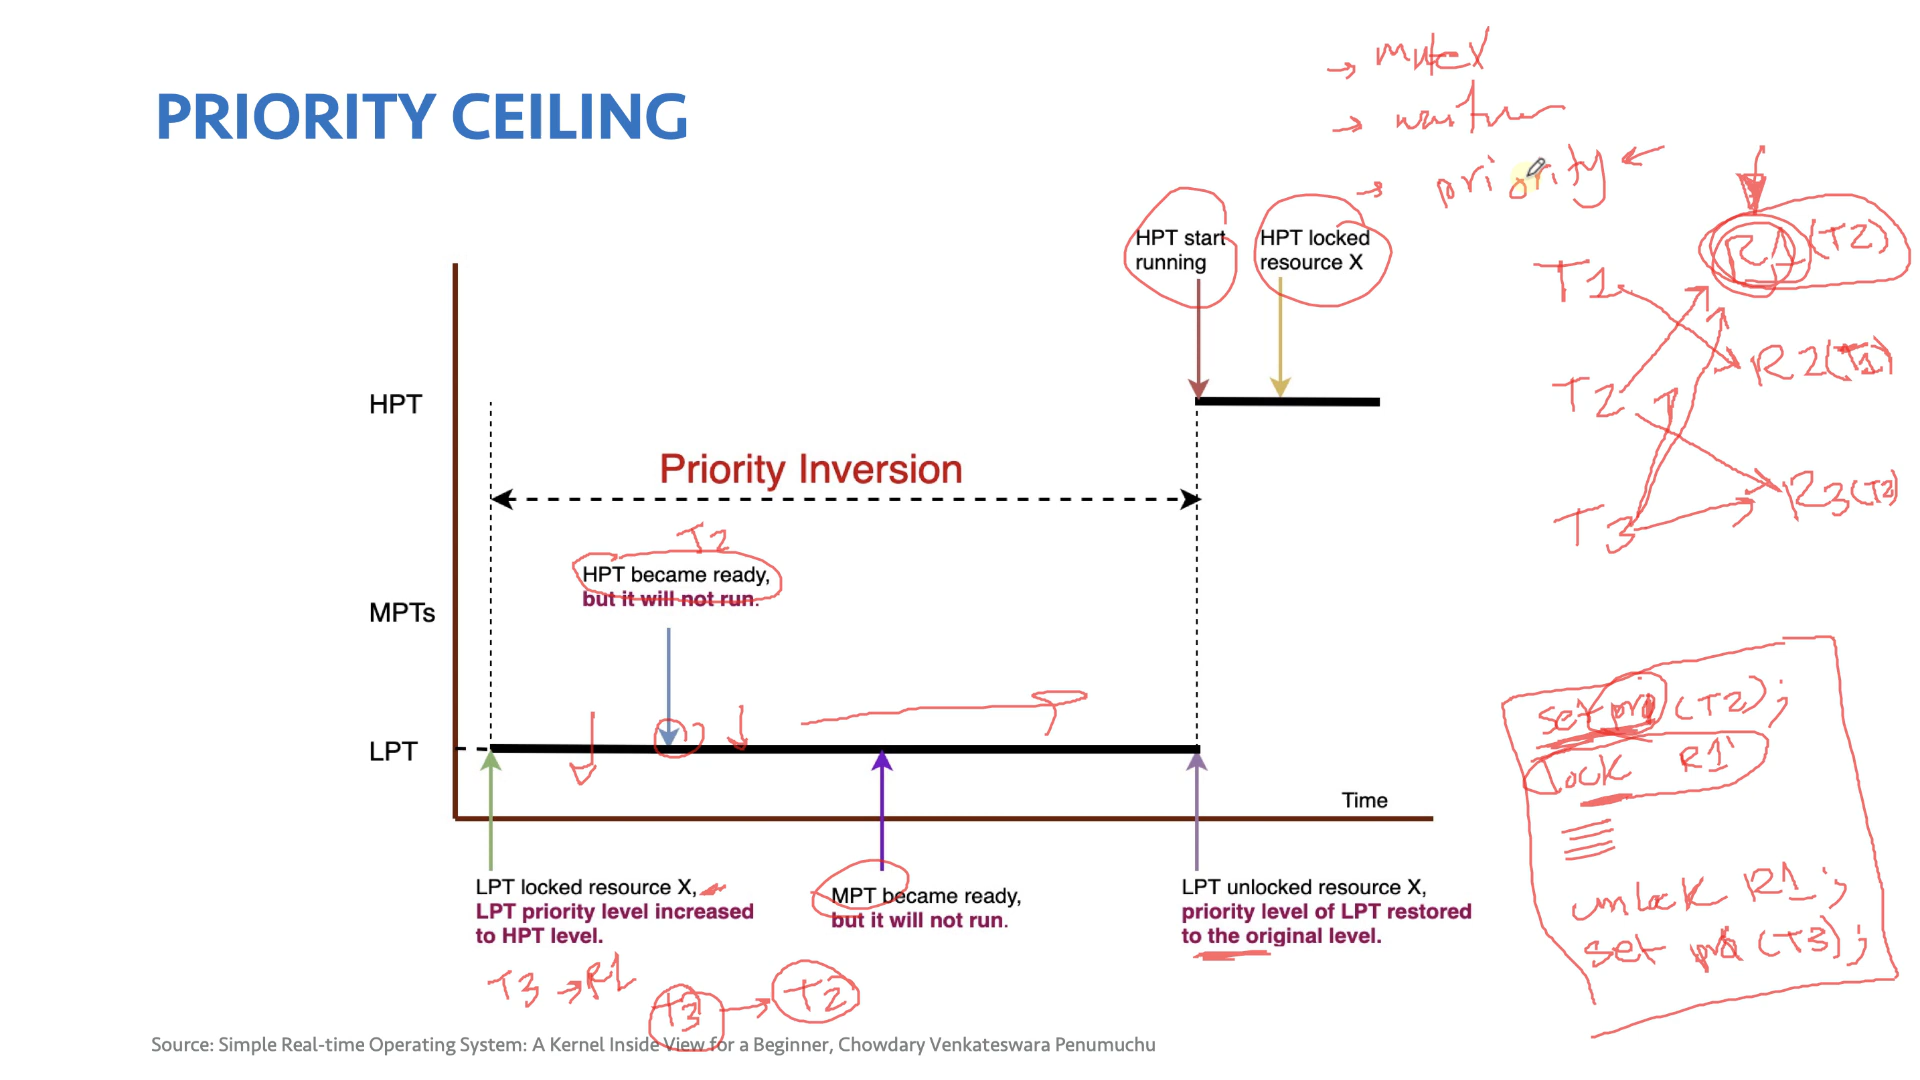 PRIORITY CEILING
→ mutex
→
→ priority ←
HPT start
running
HPT locked
resource X
R1 (T2)
T1
R2(T1)
T2
R3(T2)
T3
HPT
Priority Inversion
T2
HPT became ready,
but it will not run.
MPTs
LPT
Time
LPT locked resource X,
LPT priority level increased
to HPT level.
MPT became ready,
but it will not run.
LPT unlocked resource X,
priority level of LPT restored
to the original level.
T3 → R1
T3 → T2
set (T2);
lock R1
unlock R1;
set (T3);
Source: Simple Real-time Operating System: A Kernel Inside View for a Beginner, Chowdary Venkateswara Penumuchu